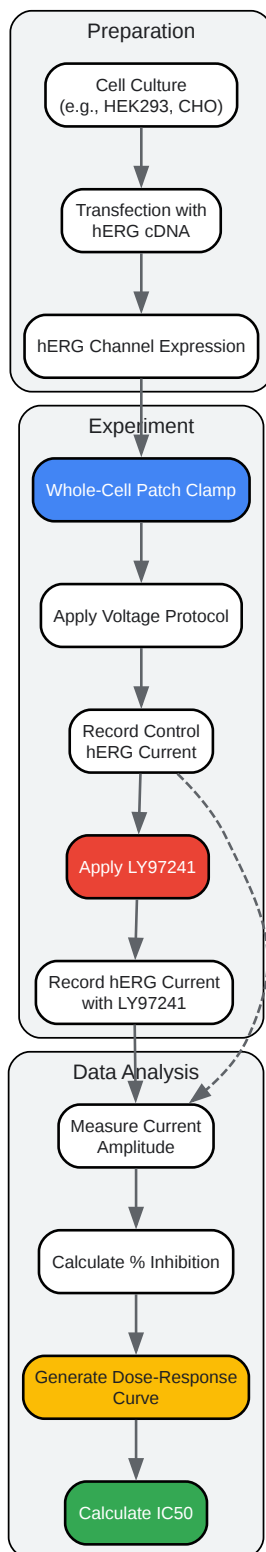 Preparation
Cell Culture
(e.g., HEK293, CHO)
Transfection with
hERG cDNA
hERG Channel Expression
Experiment
Whole-Cell Patch Clamp
Apply Voltage Protocol
Record Control
hERG Current
Apply LY97241
Record hERG Current
with LY97241
Data Analysis
Measure Current
Amplitude
Calculate % Inhibition
Generate Dose-Response
Curve
Calculate IC50